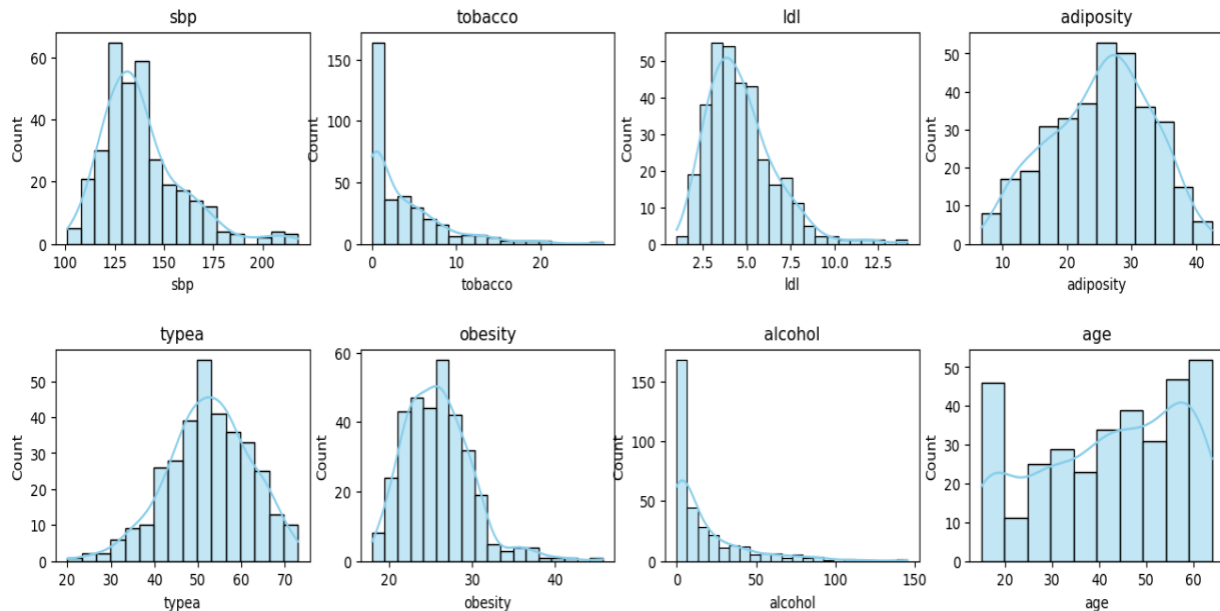 sbp tobacco ldl adiposity
60 150 50 50
40 100 40 40
20 50 30 30
0 0 20 20
10 10
0 0
Count Count Count Count
100 125 150 175 200 0 10 20 2.5 5.0 7.5 10.0 12.5 10 20 30 40
sbp tobacco ldl adiposity
typea obesity alcohol age
50 60 150 50
40 40 100 40
30 20 50 30
20 0 0 20
10 10
0 0
Count Count Count Count
20 30 40 50 60 70 20 30 40 0 50 100 150 20 30 40 50 60
typea obesity alcohol age